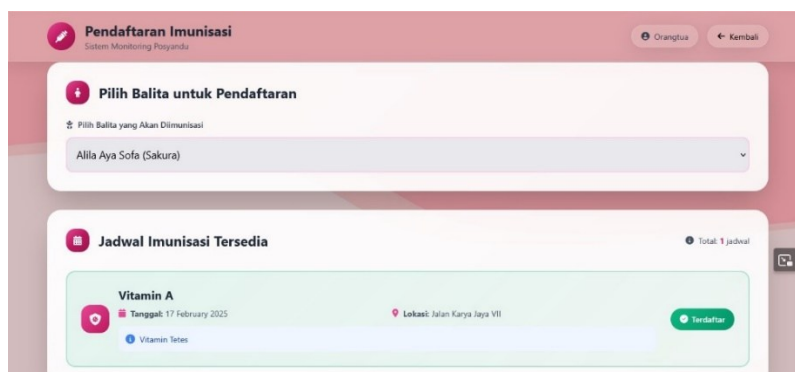 Pendaftaran Imunisasi
Sistem Monitoring Posyandu
Orangtua
← Kembali
Pilih Balita untuk Pendaftaran
Pilih Balita yang Akan Diimunisasi
Alila Aya Sofa (Sakura)
Jadwal Imunisasi Tersedia
Total: 1 jadwal
Vitamin A
Tanggal: 17 February 2025
Lokasi: Jalan Karya Jaya VII
Terdaftar
Vitamin Tetes